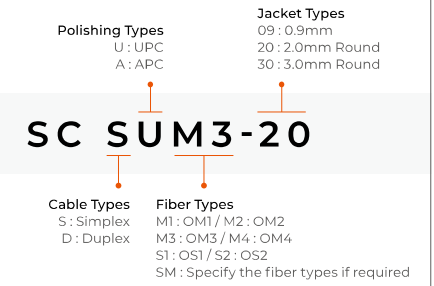 Jacket Types
09 : 0.9mm
20 : 2.0mm Round
30 : 3.0mm Round
Polishing Types
U : UPC
A : APC
SC SUM3-20
Cable Types
S : Simplex
D : Duplex
Fiber Types
M1 : OM1 / M2 : OM2
M3 : OM3 / M4 : OM4
S1 : OS1 / S2 : OS2
SM : Specify the fiber types if required